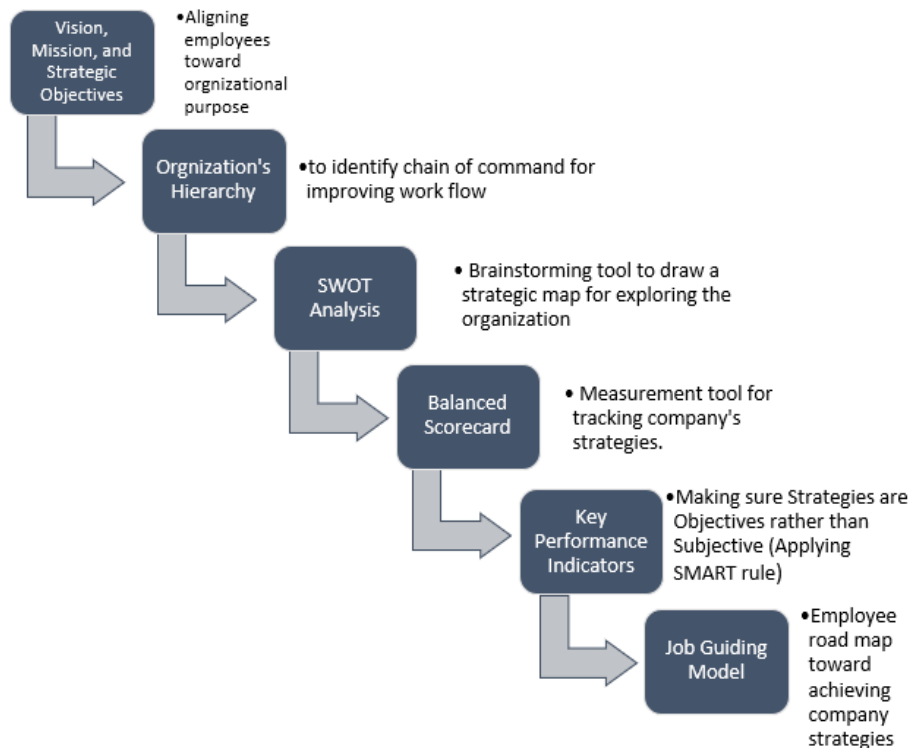 Vision,
Mission, and
Strategic
Objectives
•Aligning
employees
toward
orgnizational
purpose
Orgnization's
Hierarchy
•to identify chain of command for
improving work flow
SWOT
Analysis
• Brainstorming tool to draw a
strategic map for exploring the
organization
Balanced
Scorecard
• Measurement tool for
tracking company's
strategies.
Key
Performance
Indicators
•Making sure Strategies are
Objectives rather than
Subjective (Applying
SMART rule)
Job Guiding
Model
•Employee
road map
toward
achieving
company
strategies